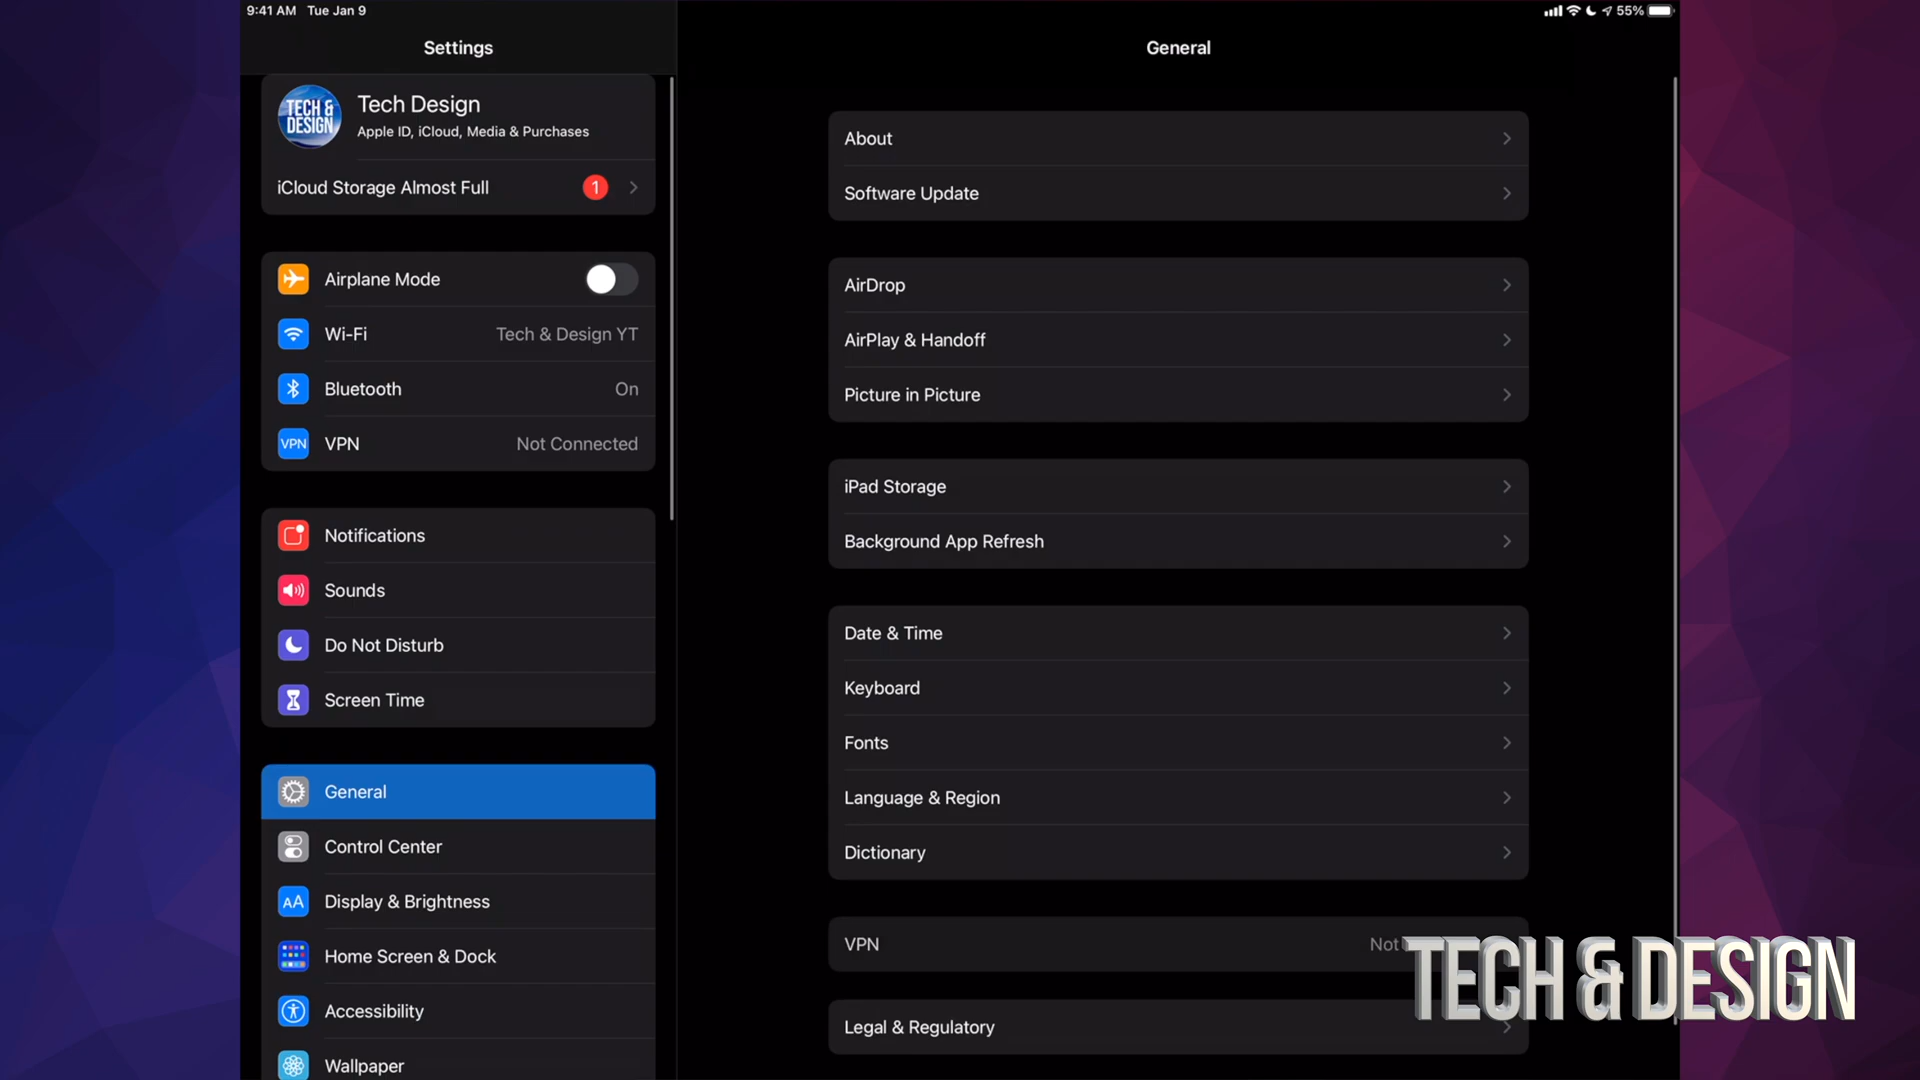 9:41 AM Tue Jan 9
55%
Settings
TECH &
DESIGN
Tech Design
Apple ID, iCloud, Media & Purchases
iCloud Storage Almost Full 1
Airplane Mode
Wi-Fi Tech & Design YT
Bluetooth On
VPN VPN Not Connected
Notifications
Sounds
Do Not Disturb
Screen Time
General
Control Center
AA Display & Brightness
Home Screen & Dock
Accessibility
Wallpaper
General
About
Software Update
AirDrop
AirPlay & Handoff
Picture in Picture
iPad Storage
Background App Refresh
Date & Time
Keyboard
Fonts
Language & Region
Dictionary
VPN Not
Legal & Regulatory
TECH & DESIGN